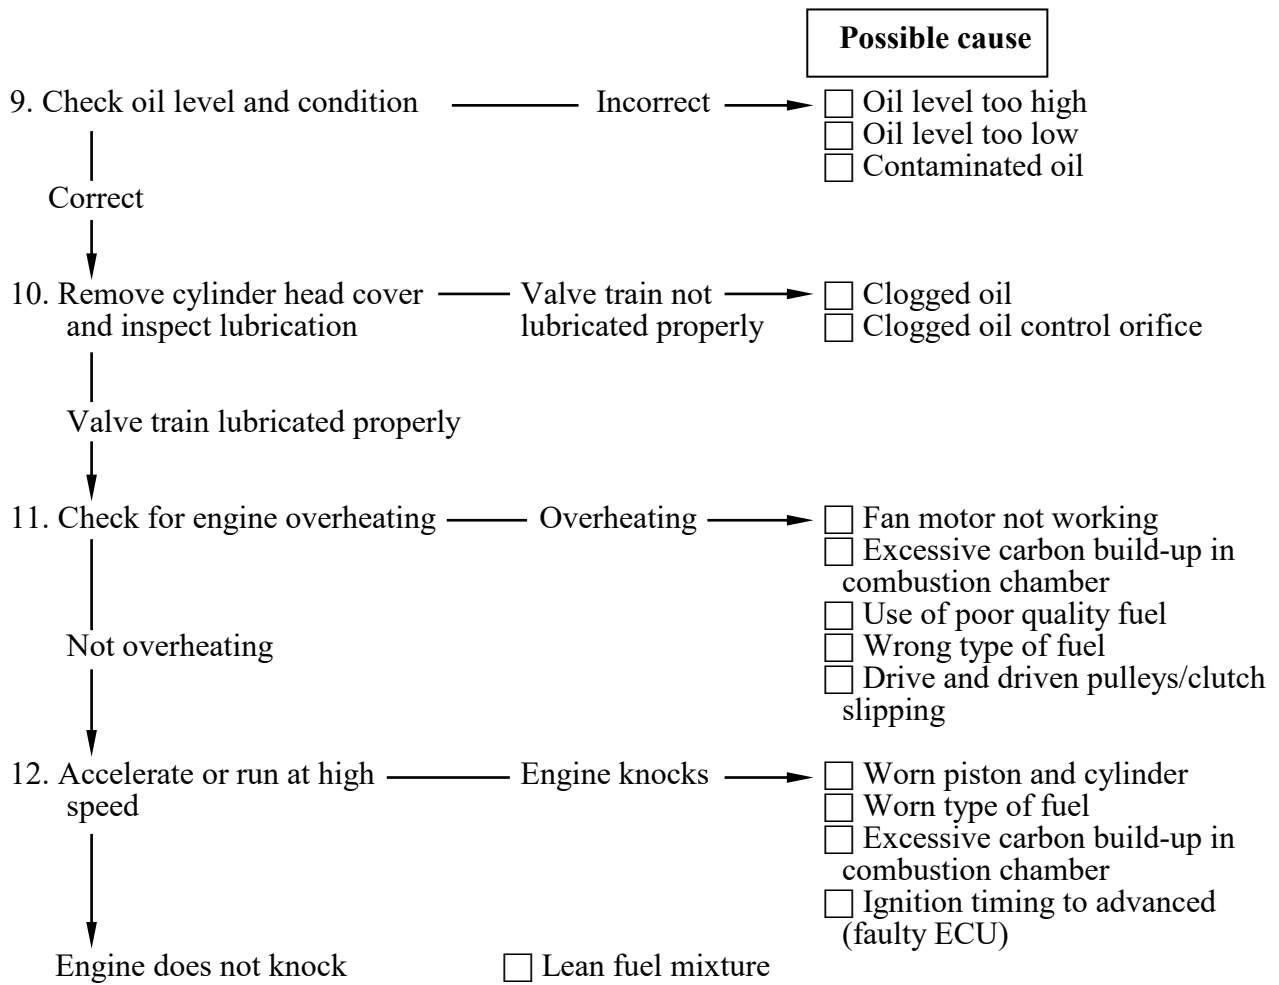 Possible cause
9. Check oil level and condition
Incorrect
☐ Oil level too high
☐ Oil level too low
☐ Contaminated oil
Correct
10. Remove cylinder head cover
and inspect lubrication
Valve train not
lubricated properly
☐ Clogged oil
☐ Clogged oil control orifice
Valve train lubricated properly
11. Check for engine overheating
Overheating
☐ Fan motor not working
☐ Excessive carbon build-up in
combustion chamber
☐ Use of poor quality fuel
☐ Wrong type of fuel
☐ Drive and driven pulleys/clutch
slipping
Not overheating
12. Accelerate or run at high
speed
Engine knocks
☐ Worn piston and cylinder
☐ Worn type of fuel
☐ Excessive carbon build-up in
combustion chamber
☐ Ignition timing to advanced
(faulty ECU)
Engine does not knock
☐ Lean fuel mixture